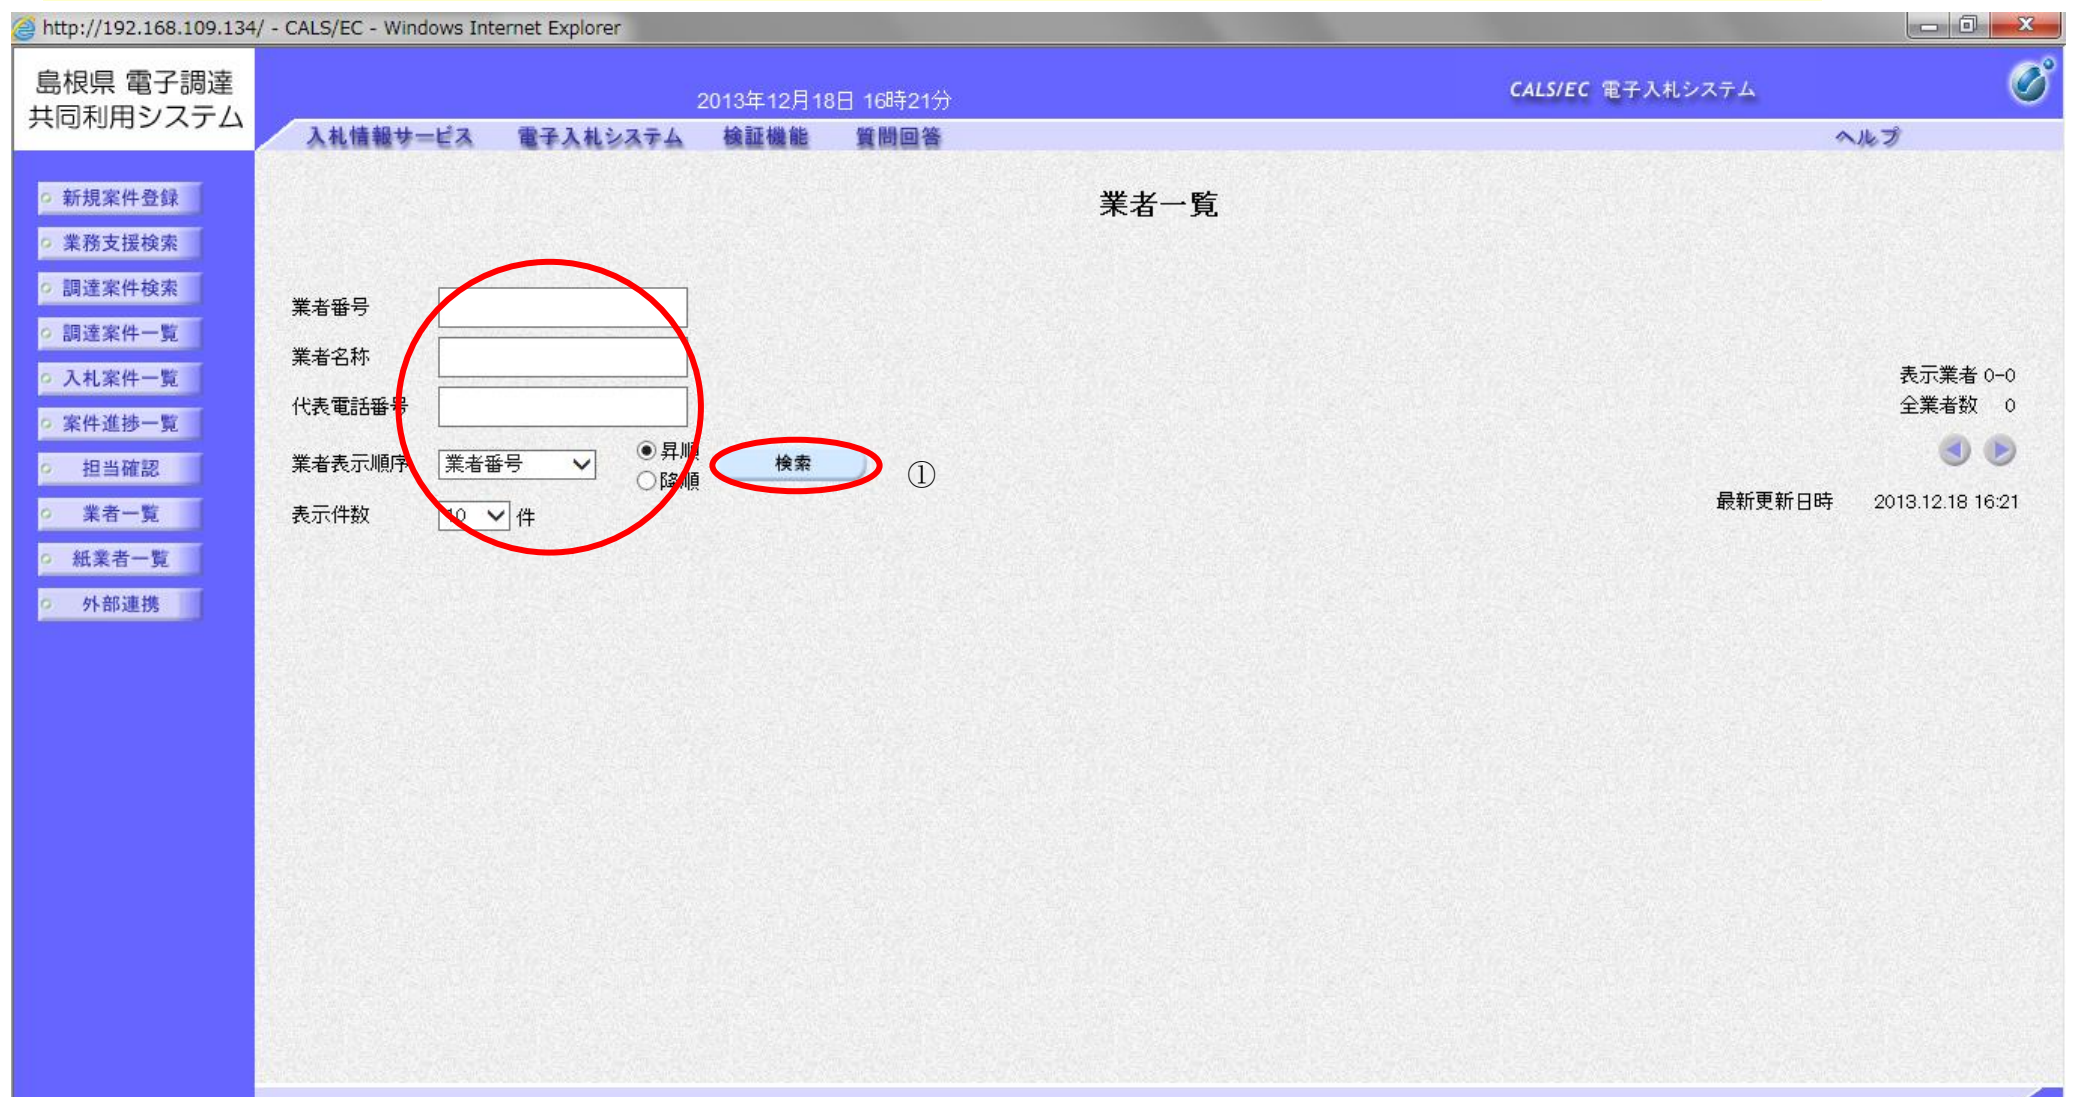 http://192.168.109.134/ - CALS/EC - Windows Internet Explorer
島根県 電子調達
共同利用システム
2013年12月18日 16時21分
CALS/EC 電子入札システム
入札情報サービス 電子入札システム 検証機能 質問回答 ヘルプ
新規案件登録
業務支援検索
調達案件検索
調達案件一覧
入札案件一覧
案件進捗一覧
担当確認
業者一覧
紙業者一覧
外部連携
業者一覧
業者番号
業者名称
代表電話番号
業者表示順序 業者番号 昇順
降順
検索 ①
表示件数 10 件
表示業者 0-0
全業者数 0
最新更新日時 2013.12.18 16:21